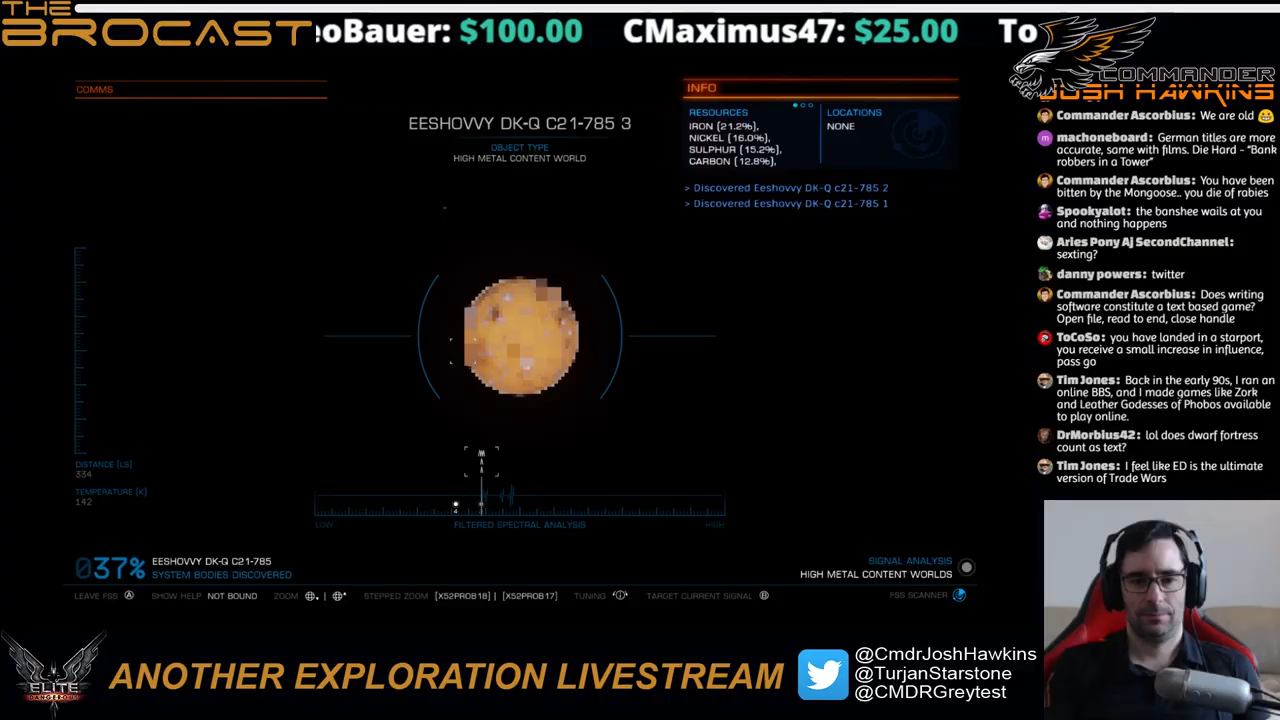 THE
BROCAST
oBauer: $100.00 CMaximus47: $25.00 To
COMMANDER
JOSH HAWKINS
COMMS
EESHOVVY DK-Q C21-785 3
OBJECT TYPE
HIGH METAL CONTENT WORLD
INFO
RESOURCES
IRON (21.2%),
NICKEL (16.0%),
SULPHUR (15.2%),
CARBON (12.8%),
LOCATIONS
NONE
> Discovered Eeshovvy DK-Q c21-785 2
> Discovered Eeshovvy DK-Q c21-785 1
Commander Ascorbius: We are old
machoneboard: German titles are more
accurate, same with films. Die Hard - "Bank
robbers in a Tower"
Commander Ascorbius: You have been
bitten by the Mongoose.. you die of rabies
Spookyalot: the banshee wails at you
and nothing happens
Aries Pony Aj SecondChannel:
sexting?
danny powers: twitter
Commander Ascorbius: Does writing
software constitute a text based game?
Open file, read to end, close handle
ToCoSo: you have landed in a starport,
you receive a small increase in influence,
pass go
Tim Jones: Back in the early 90s, I ran an
online BBS, and I made games like Zork
and Leather Godesses of Phobos available
to play online.
DrMorbius42: lol does dwarf fortress
count as text?
Tim Jones: I feel like ED is the ultimate
version of Trade Wars
DISTANCE [LS]
334
TEMPERATURE [K]
142
4
LOW
FILTERED SPECTRAL ANALYSIS
HIGH
037%
EESHOVVY DK-Q C21-785
SYSTEM BODIES DISCOVERED
SIGNAL ANALYSIS
HIGH METAL CONTENT WORLDS
LEAVE FSS A SHOW HELP NOT BOUND ZOOM | STEPPED ZOOM [X52PROB18] | [X52PROB17] TUNING TARGET CURRENT SIGNAL B FSS SCANNER
ELITE
DANGEROUS
ANOTHER EXPLORATION LIVESTREAM
@CmdrJoshHawkins
@TurjanStarstone
@CMDRGreytest